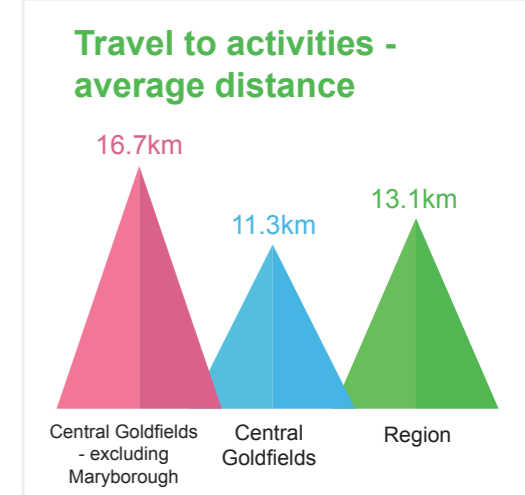 Travel to activities -
average distance
16.7km
11.3km
13.1km
Central Goldfields
- excluding
Maryborough
Central
Goldfields
Region